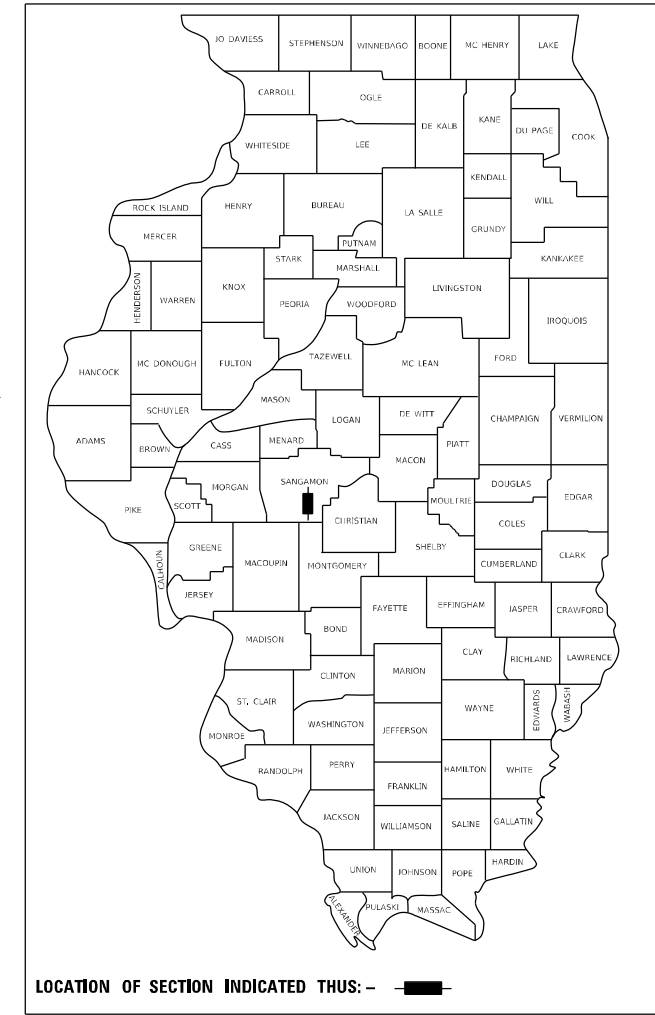 JO DAVIESS STEPHENSON WINNEBAGO BOONE MC HENRY LAKE
CARROLL OGLE
DE KALB KANE DU PAGE COOK
WHITESIDE LEE
KENDALL
ROCK ISLAND HENRY BUREAU LA SALLE WILL
MERCER PUTNAM GRUNDY
STARK MARSHALL KANKAKEE
HENDERSON WARREN KNOX PEORIA WOODFORD LIVINGSTON
IROQUOIS
HANCOCK MC DONOUGH FULTON TAZEWELL MC LEAN FORD
MASON
SCHUYLER LOGAN DE WITT CHAMPAIGN VERMILION
ADAMS BROWN CASS MENARD PIATT
MACON
PIKE SCOTT MORGAN SANGAMON MOULTRIE DOUGLAS EDGAR
CHRISTIAN COLES
CALHOUN GREENE MACOUPIN MONTGOMERY SHELBY CUMBERLAND CLARK
JERSEY FAYETTE EFFINGHAM JASPER CRAWFORD
MADISON BOND
CLAY RICHLAND LAWRENCE
CLINTON MARION
ST. CLAIR WAYNE EDWARDS WABASH
MONROE WASHINGTON JEFFERSON
RANDOLPH PERRY HAMILTON WHITE
FRANKLIN
JACKSON WILLIAMSON SALINE GALLATIN
UNION JOHNSON POPE HARDIN
ALEXANDER PULASKI MASSAC
LOCATION OF SECTION INDICATED THUS: –